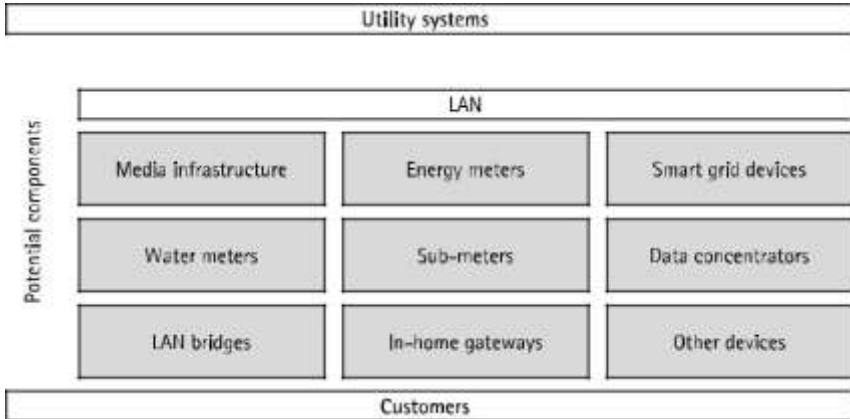 Utility systems
Potential components
LAN
Media infrastructure
Energy meters
Smart grid devices
Water meters
Sub-meters
Data concentrators
LAN bridges
In-home gateways
Other devices
Customers